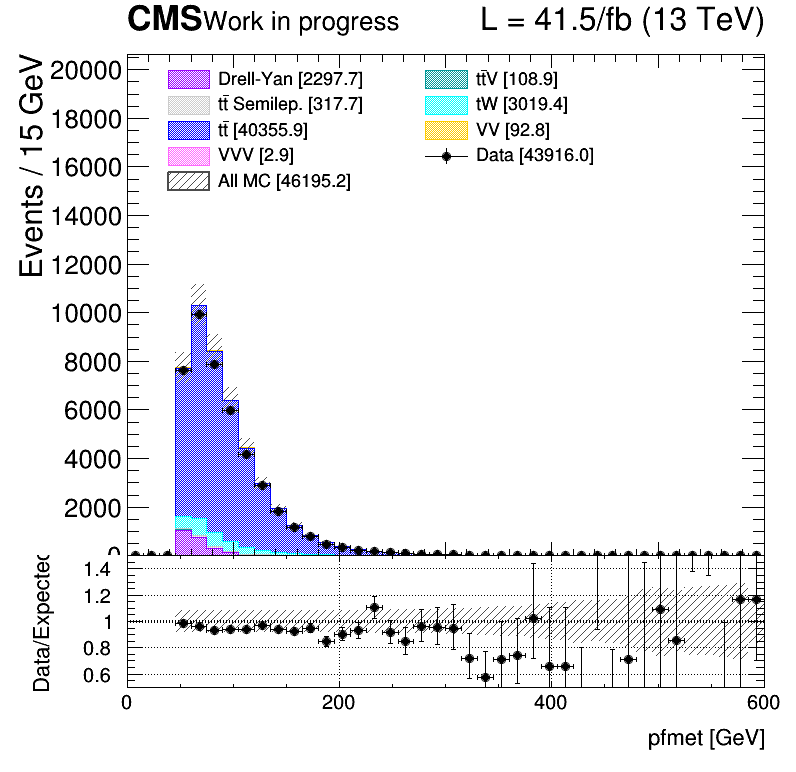 CMS Work in progress L = 41.5/fb (13 TeV)
Events / 15 GeV
20000
18000
16000
14000
12000
10000
8000
6000
4000
2000
0
Drell-Yan [2297.7]
tt̄ Semilep. [317.7]
tt̄ [40355.9]
VVV [2.9]
All MC [46195.2]
tt̄V [108.9]
tW [3019.4]
VV [92.8]
Data [43916.0]
Data/Expected
1.4
1.2
1
0.8
0.6
0 200 400 600
pfmet [GeV]